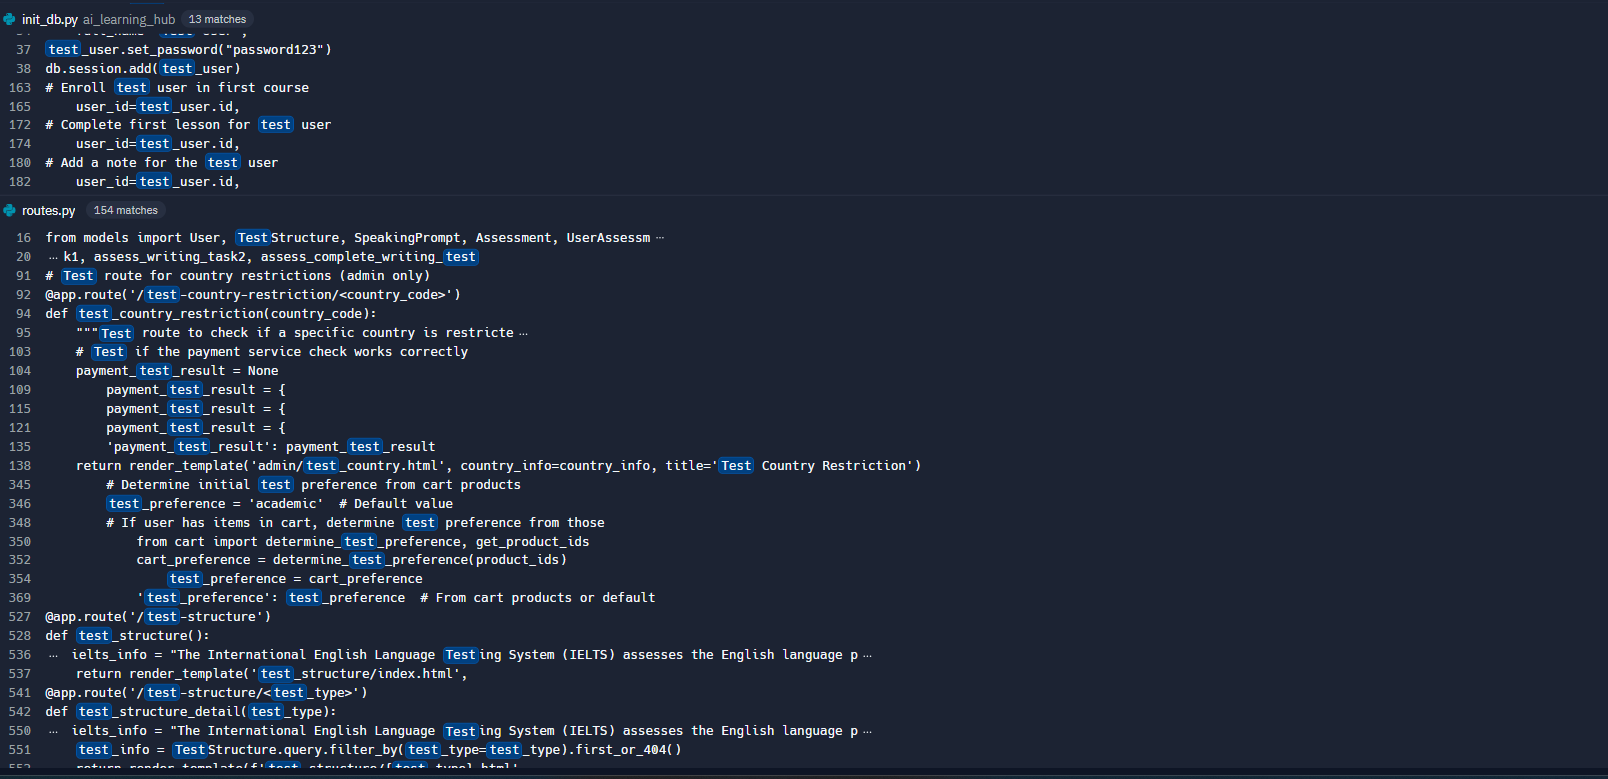 init_db.py ai_learning_hub 13 matches
37 test_user.set_password("password123")
38 db.session.add(test_user)
163 # Enroll test user in first course
165 user_id=test_user.id,
172 # Complete first lesson for test user
174 user_id=test_user.id,
180 # Add a note for the test user
182 user_id=test_user.id,
routes.py 154 matches
16 from models import User, TestStructure, SpeakingPrompt, Assessment, UserAssessm ···
20 ··· k1, assess_writing_task2, assess_complete_writing_test
91 # Test route for country restrictions (admin only)
92 @app.route('/test-country-restriction/<country_code>')
94 def test_country_restriction(country_code):
95 """Test route to check if a specific country is restricte ···
103 # Test if the payment service check works correctly
104 payment_test_result = None
109 payment_test_result = {
115 payment_test_result = {
121 payment_test_result = {
135 'payment_test_result': payment_test_result
138 return render_template('admin/test_country.html', country_info=country_info, title='Test Country Restriction')
345 # Determine initial test preference from cart products
346 test_preference = 'academic'  # Default value
348 # If user has items in cart, determine test preference from those
350 from cart import determine_test_preference, get_product_ids
352 cart_preference = determine_test_preference(product_ids)
354 test_preference = cart_preference
369 'test_preference': test_preference  # From cart products or default
527 @app.route('/test-structure')
528 def test_structure():
536 ··· ielts_info = "The International English Language Testing System (IELTS) assesses the English language p ···
537 return render_template('test_structure/index.html',
541 @app.route('/test-structure/<test_type>')
542 def test_structure_detail(test_type):
550 ··· ielts_info = "The International English Language Testing System (IELTS) assesses the English language p ···
551 test_info = TestStructure.query.filter_by(test_type=test_type).first_or_404()